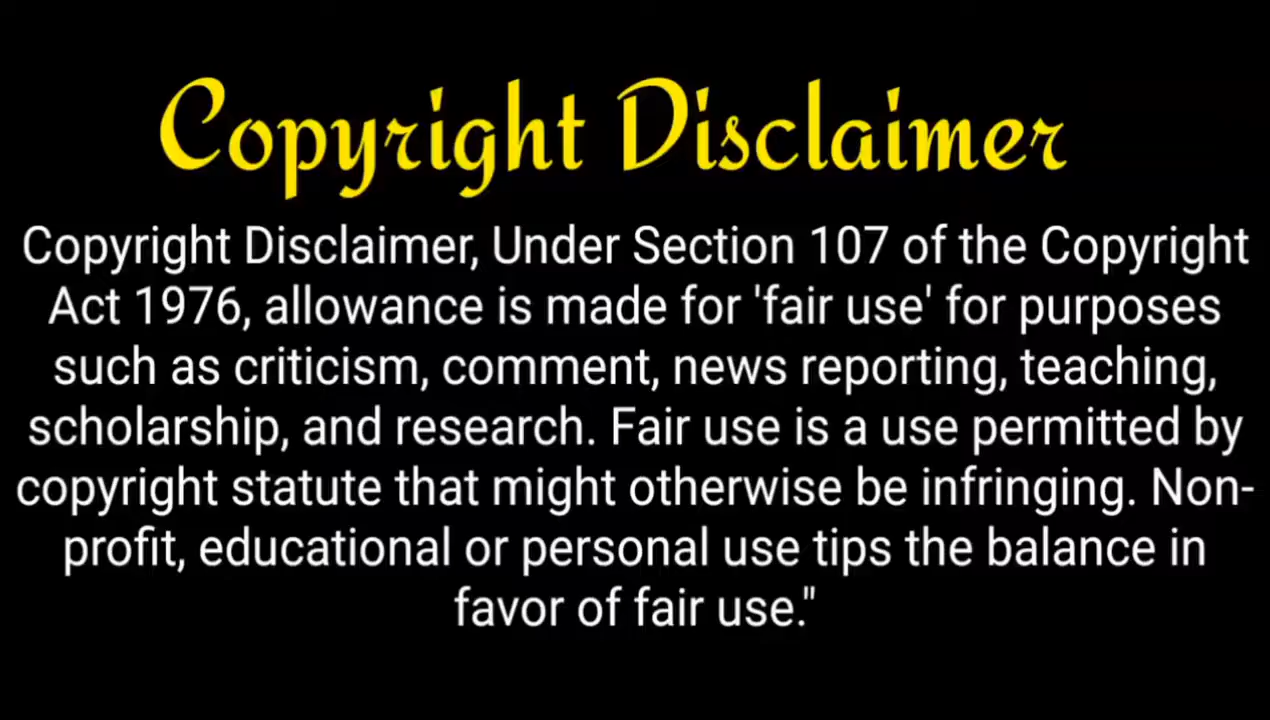 Copyright Disclaimer
Copyright Disclaimer, Under Section 107 of the Copyright
Act 1976, allowance is made for 'fair use' for purposes
such as criticism, comment, news reporting, teaching,
scholarship, and research. Fair use is a use permitted by
copyright statute that might otherwise be infringing. Non-
profit, educational or personal use tips the balance in
favor of fair use."